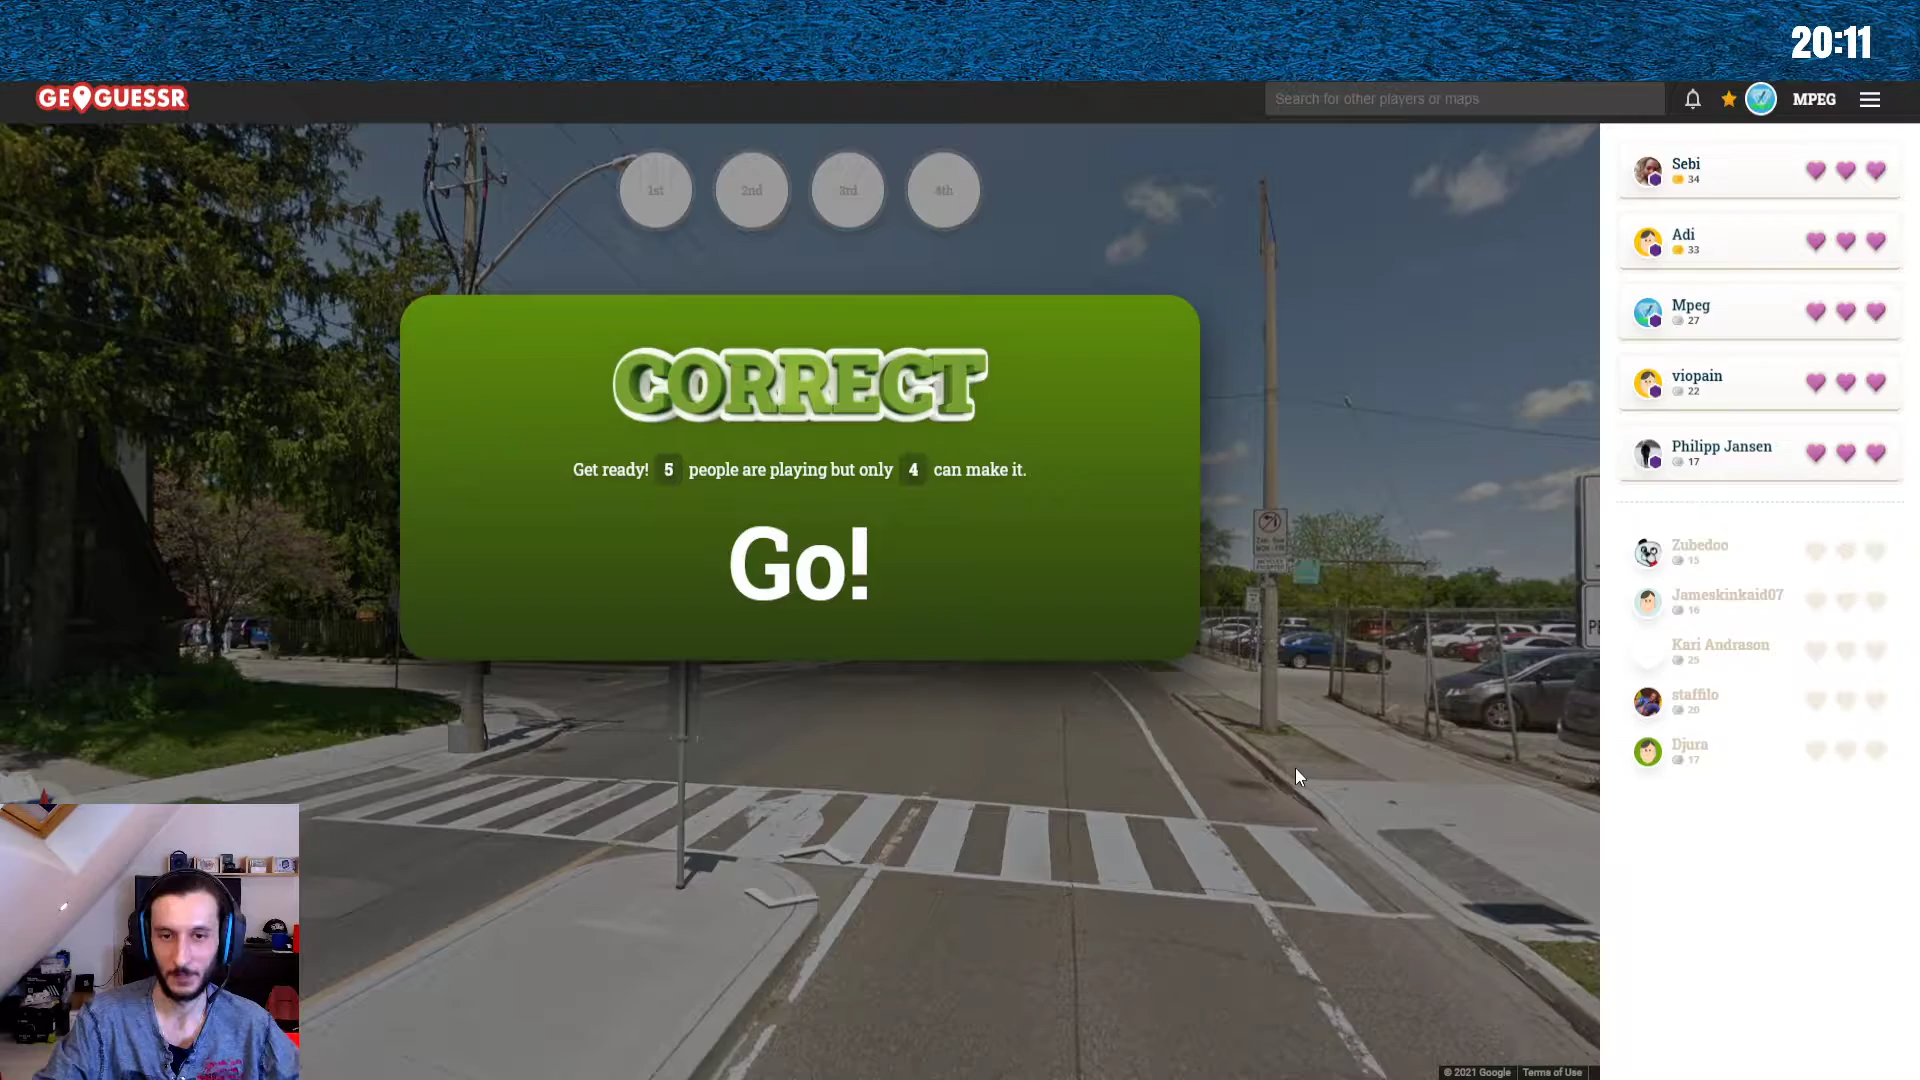 20:11
GEOGUESSR
Search for other players or maps
MPEG
1st
2nd
3rd
4th
CORRECT
Get ready! 5 people are playing but only 4 can make it.
Go!
Sebi
34
Adi
33
Mpeg
27
viopain
22
Philipp Jansen
17
Zubedoo
15
Jameskinkaid07
16
Kari Andrason
25
staffilo
20
Djura
17
© 2021 Google
Terms of Use